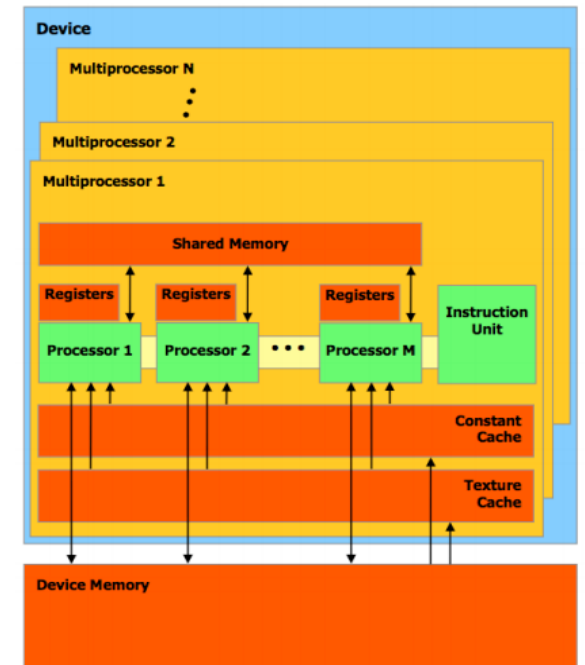 Device
Multiprocessor N
Multiprocessor 2
Multiprocessor 1
Shared Memory
Registers
Registers
Registers
Instruction
Unit
Processor 1
Processor 2
Processor M
Constant
Cache
Texture
Cache
Device Memory